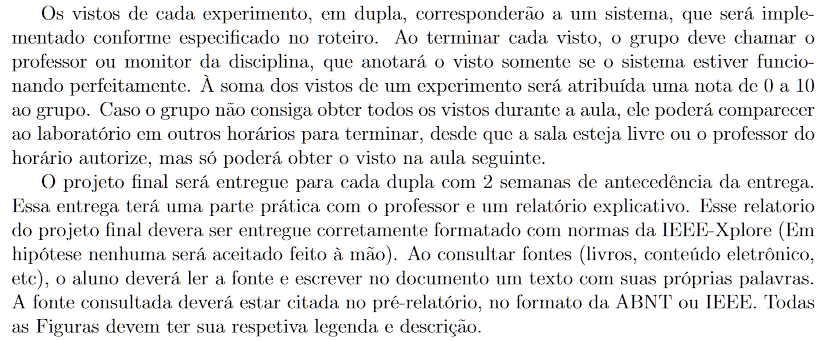 Os vistos de cada experimento, em dupla, corresponderão a um sistema, que será imple-
mentado conforme especificado no roteiro. Ao terminar cada visto, o grupo deve chamar o
professor ou monitor da disciplina, que anotará o visto somente se o sistema estiver funcio-
nando perfeitamente. À soma dos vistos de um experimento será atribuída uma nota de 0 a 10
ao grupo. Caso o grupo não consiga obter todos os vistos durante a aula, ele poderá comparecer
ao laboratório em outros horários para terminar, desde que a sala esteja livre ou o professor do
horário autorize, mas só poderá obter o visto na aula seguinte.
O projeto final será entregue para cada dupla com 2 semanas de antecedência da entrega.
Essa entrega terá uma parte prática com o professor e um relatório explicativo. Esse relatorio
do projeto final devera ser entregue corretamente formatado com normas da IEEE-Xplore (Em
hipótese nenhuma será aceitado feito à mão). Ao consultar fontes (livros, conteúdo eletrônico,
etc), o aluno deverá ler a fonte e escrever no documento um texto com suas próprias palavras.
A fonte consultada deverá estar citada no pré-relatório, no formato da ABNT ou IEEE. Todas
as Figuras devem ter sua respetiva legenda e descrição.